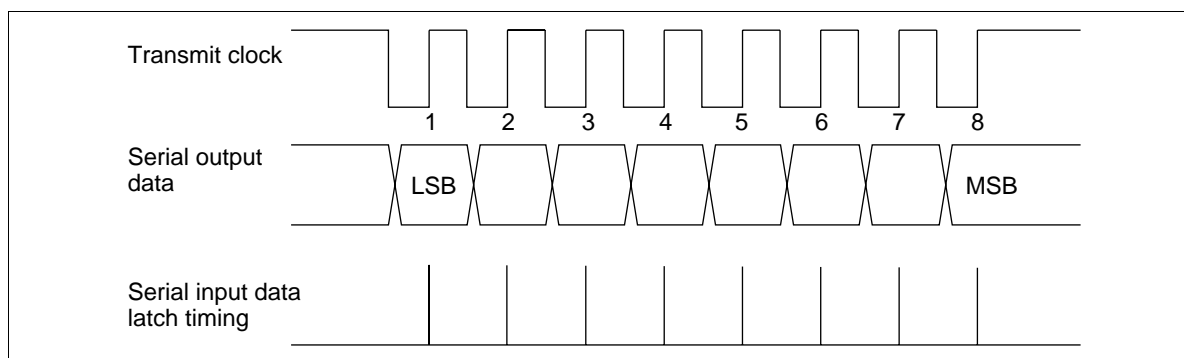 Transmit clock
1 2 3 4 5 6 7 8
Serial output
data
LSB
MSB
Serial input data
latch timing